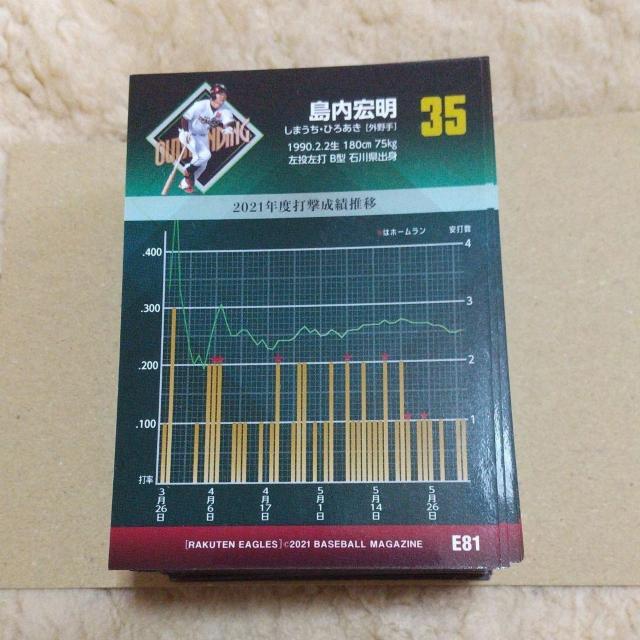 島内宏明
35
しまうち・ひろあき [外野手]
1990.2.2生 180cm 75kg
左投左打 B型 石川県出身
2021年度打撃成績推移
★はホームラン
安打数
.400
.300
.200
.100
打率
4
3
2
1
3月26日
4月6日
4月17日
5月1日
5月14日
5月26日
[RAKUTEN EAGLES] ©2021 BASEBALL MAGAZINE
E81